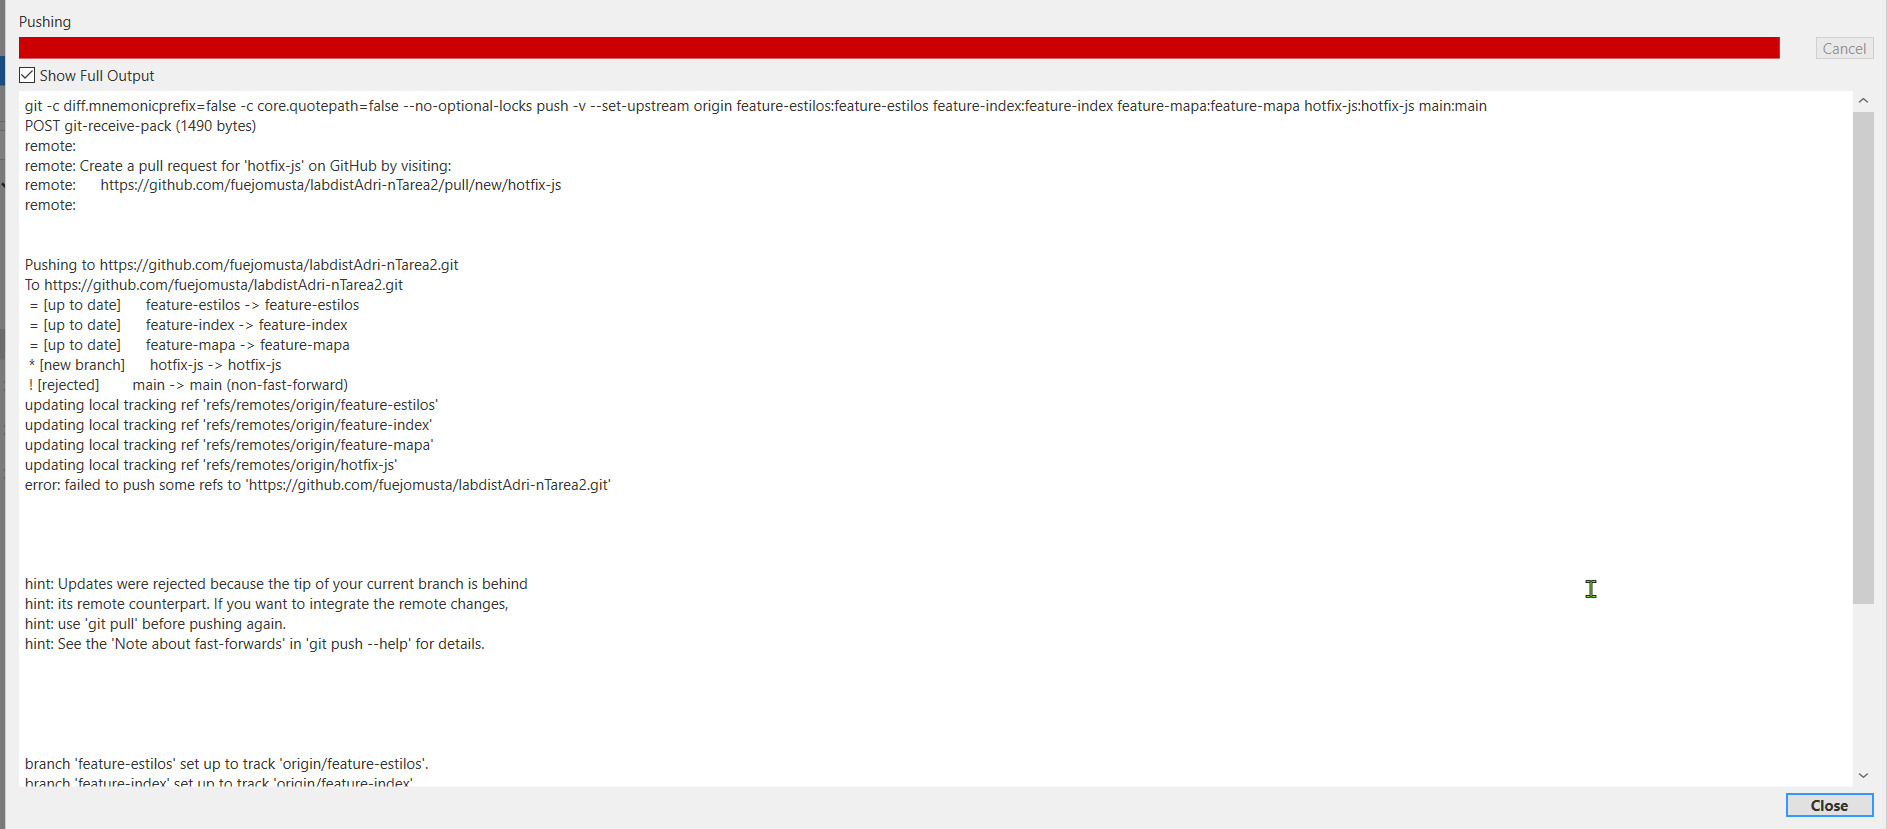 Pushing
Cancel
Show Full Output
git -c diff.mnemonicprefix=false -c core.quotepath=false --no-optional-locks push -v --set-upstream origin feature-estilos:feature-estilos feature-index:feature-index feature-mapa:feature-mapa hotfix-js:hotfix-js main:main
POST git-receive-pack (1490 bytes)
remote:
remote: Create a pull request for 'hotfix-js' on GitHub by visiting:
remote:      https://github.com/fuejomusta/labdistAdri-nTarea2/pull/new/hotfix-js
remote:
Pushing to https://github.com/fuejomusta/labdistAdri-nTarea2.git
To https://github.com/fuejomusta/labdistAdri-nTarea2.git
= [up to date]      feature-estilos -> feature-estilos
= [up to date]      feature-index -> feature-index
= [up to date]      feature-mapa -> feature-mapa
* [new branch]      hotfix-js -> hotfix-js
! [rejected]        main -> main (non-fast-forward)
updating local tracking ref 'refs/remotes/origin/feature-estilos'
updating local tracking ref 'refs/remotes/origin/feature-index'
updating local tracking ref 'refs/remotes/origin/feature-mapa'
updating local tracking ref 'refs/remotes/origin/hotfix-js'
error: failed to push some refs to 'https://github.com/fuejomusta/labdistAdri-nTarea2.git'
hint: Updates were rejected because the tip of your current branch is behind
hint: its remote counterpart. If you want to integrate the remote changes,
hint: use 'git pull' before pushing again.
hint: See the 'Note about fast-forwards' in 'git push --help' for details.
branch 'feature-estilos' set up to track 'origin/feature-estilos'.
branch 'feature-index' set up to track 'origin/feature-index'
Close